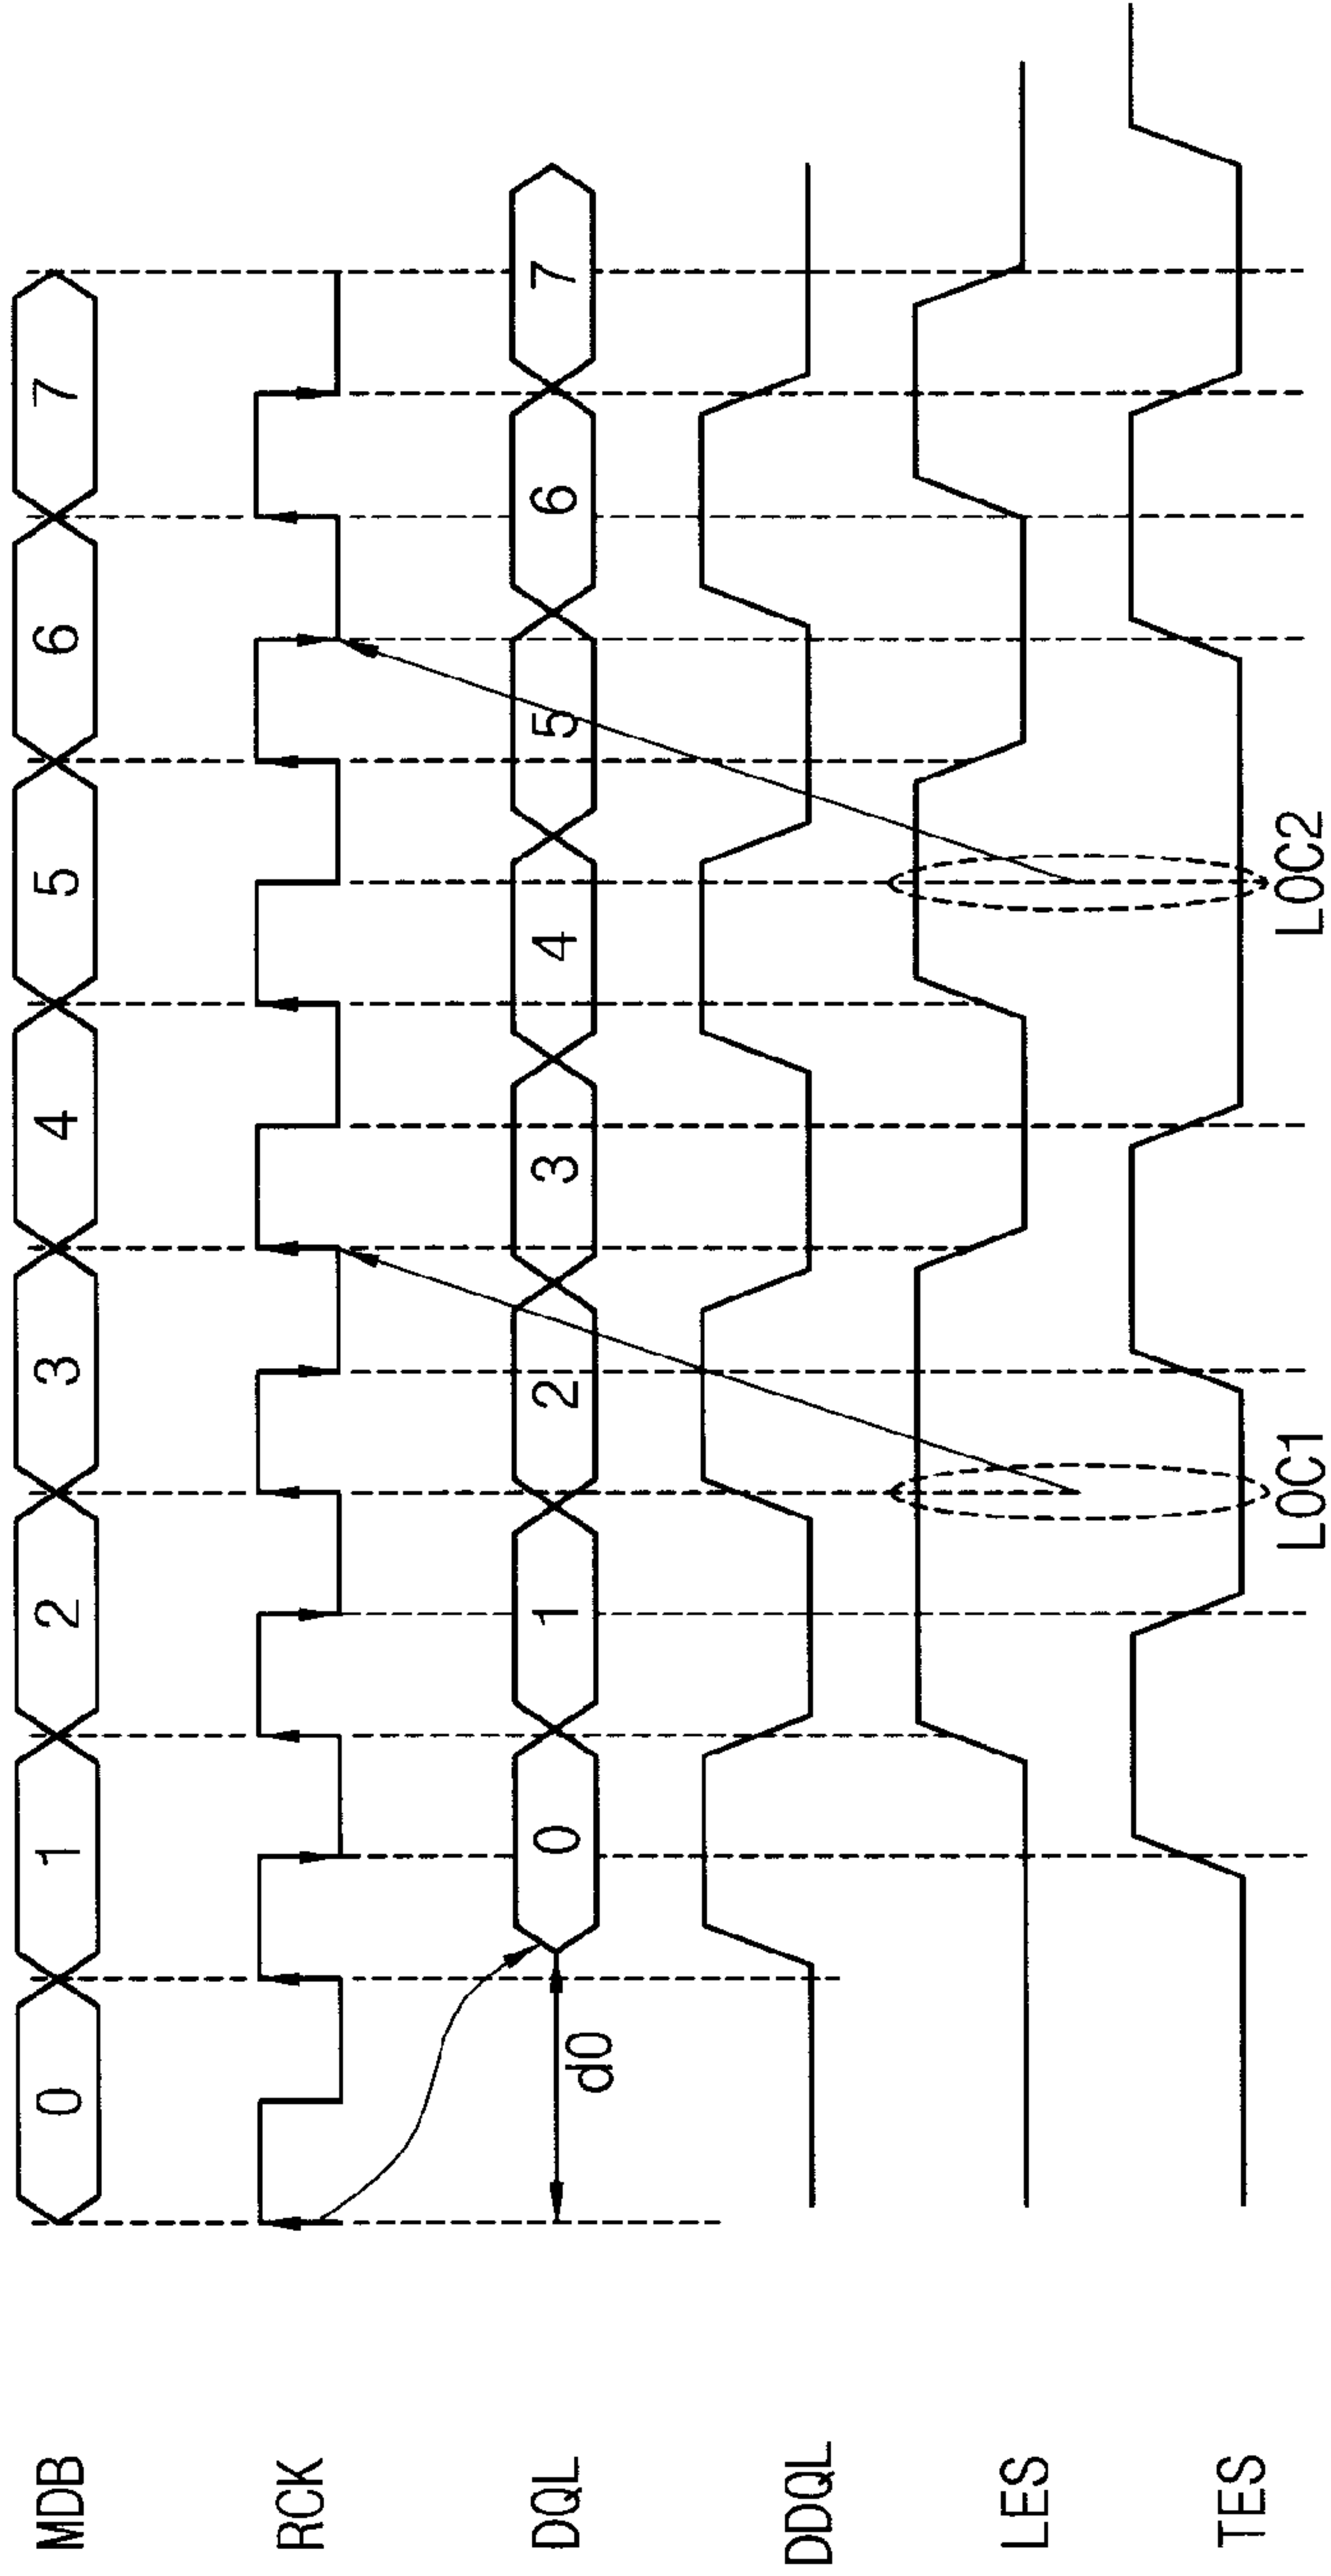 MDB 0 1 2 3 4 5 6 7
RCK
DQL 0 1 2 3 4 5 6 7
d0
DDQL
LES
TES
LOC1 LOC2